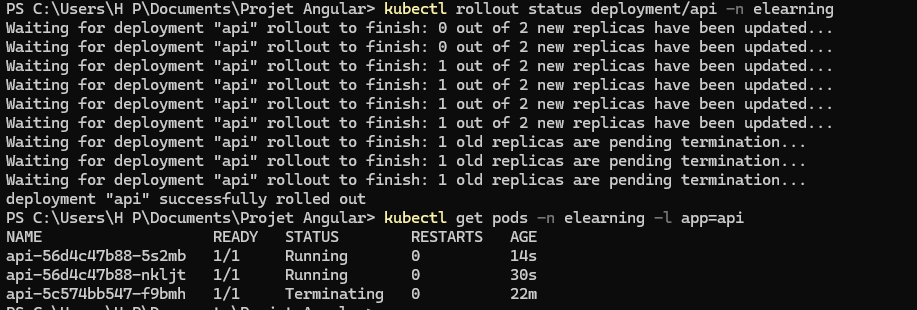 PS C:\Users\H P\Documents\Projet Angular> kubectl rollout status deployment/api -n elearning
Waiting for deployment "api" rollout to finish: 0 out of 2 new replicas have been updated...
Waiting for deployment "api" rollout to finish: 0 out of 2 new replicas have been updated...
Waiting for deployment "api" rollout to finish: 1 out of 2 new replicas have been updated...
Waiting for deployment "api" rollout to finish: 1 out of 2 new replicas have been updated...
Waiting for deployment "api" rollout to finish: 1 out of 2 new replicas have been updated...
Waiting for deployment "api" rollout to finish: 1 out of 2 new replicas have been updated...
Waiting for deployment "api" rollout to finish: 1 old replicas are pending termination...
Waiting for deployment "api" rollout to finish: 1 old replicas are pending termination...
Waiting for deployment "api" rollout to finish: 1 old replicas are pending termination...
deployment "api" successfully rolled out
PS C:\Users\H P\Documents\Projet Angular> kubectl get pods -n elearning -l app=api
NAME READY STATUS RESTARTS AGE
api-56d4c47b88-5s2mb 1/1 Running 0 14s
api-56d4c47b88-nkljt 1/1 Running 0 30s
api-5c574bb547-f9bmh 1/1 Terminating 0 22m
PS C:\Users\H P\Documents\Projet Angular>